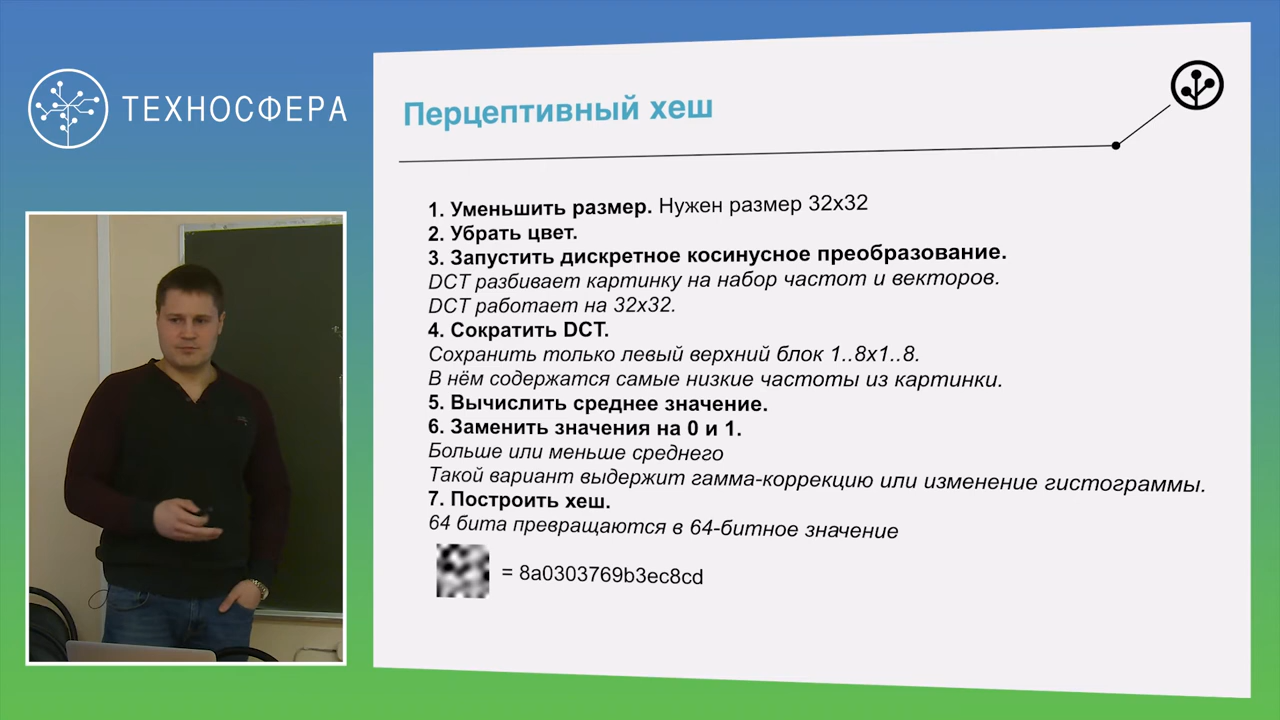 ТЕХНОСФЕРА
Перцептивный хеш
1. Уменьшить размер. Нужен размер 32х32
2. Убрать цвет.
3. Запустить дискретное косинусное преобразование.
DCT разбивает картинку на набор частот и векторов.
DCT работает на 32х32.
4. Сократить DCT.
Сохранить только левый верхний блок 1..8х1..8.
В нём содержатся самые низкие частоты из картинки.
5. Вычислить среднее значение.
6. Заменить значения на 0 и 1.
Больше или меньше среднего
Такой вариант выдержит гамма-коррекцию или изменение гистограммы.
7. Построить хеш.
64 бита превращаются в 64-битное значение
= 8a0303769b3ec8cd